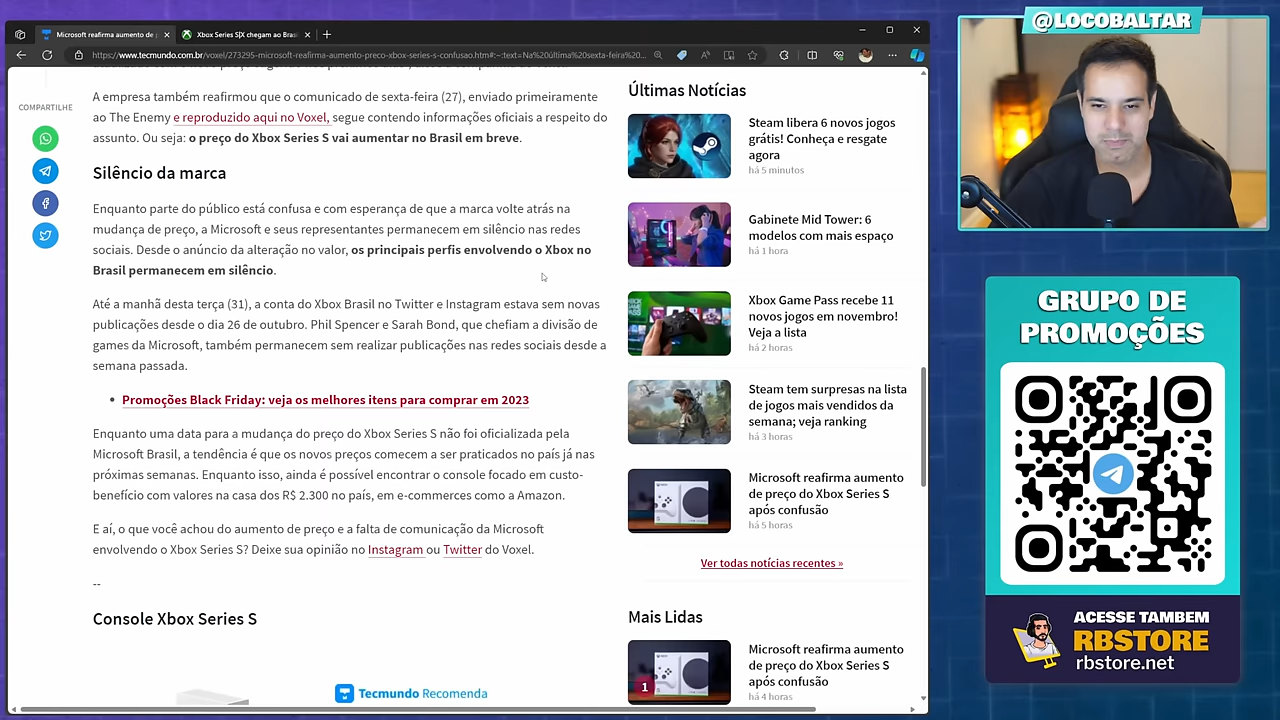 @LOCOBALTAR
Microsoft reafirma aumento de
Xbox Series S|X chegam ao Bras
https://www.tecmundo.com.br/voxel/273295-microsoft-reafirma-aumento-preco-xbox-series-s-confusao.htm#:~:text=Na%20última%20sexta-feira%20...
COMPARTILHE
A empresa também reafirmou que o comunicado de sexta-feira (27), enviado primeiramente
ao The Enemy e reproduzido aqui no Voxel, segue contendo informações oficiais a respeito do
assunto. Ou seja: o preço do Xbox Series S vai aumentar no Brasil em breve.
Silêncio da marca
Enquanto parte do público está confusa e com esperança de que a marca volte atrás na
mudança de preço, a Microsoft e seus representantes permanecem em silêncio nas redes
sociais. Desde o anúncio da alteração no valor, os principais perfis envolvendo o Xbox no
Brasil permanecem em silêncio.
Até a manhã desta terça (31), a conta do Xbox Brasil no Twitter e Instagram estava sem novas
publicações desde o dia 26 de outubro. Phil Spencer e Sarah Bond, que chefiam a divisão de
games da Microsoft, também permanecem sem realizar publicações nas redes sociais desde a
semana passada.
• Promoções Black Friday: veja os melhores itens para comprar em 2023
Enquanto uma data para a mudança do preço do Xbox Series S não foi oficializada pela
Microsoft Brasil, a tendência é que os novos preços comecem a ser praticados no país já nas
próximas semanas. Enquanto isso, ainda é possível encontrar o console focado em custo-
benefício com valores na casa dos R$ 2.300 no país, em e-commerces como a Amazon.
E aí, o que você achou do aumento de preço e a falta de comunicação da Microsoft
envolvendo o Xbox Series S? Deixe sua opinião no Instagram ou Twitter do Voxel.
--
Console Xbox Series S
Tecmundo Recomenda
Últimas Notícias
Steam libera 6 novos jogos
grátis! Conheça e resgate
agora
há 5 minutos
Gabinete Mid Tower: 6
modelos com mais espaço
há 1 hora
Xbox Game Pass recebe 11
novos jogos em novembro!
Veja a lista
há 2 horas
Steam tem surpresas na lista
de jogos mais vendidos da
semana; veja ranking
há 3 horas
Microsoft reafirma aumento
de preço do Xbox Series S
após confusão
há 5 horas
Ver todas notícias recentes »
Mais Lidas
1
Microsoft reafirma aumento
de preço do Xbox Series S
após confusão
há 4 horas
GRUPO DE
PROMOÇÕES
ACESSE TAMBEM
RBSTORE
rbstore.net